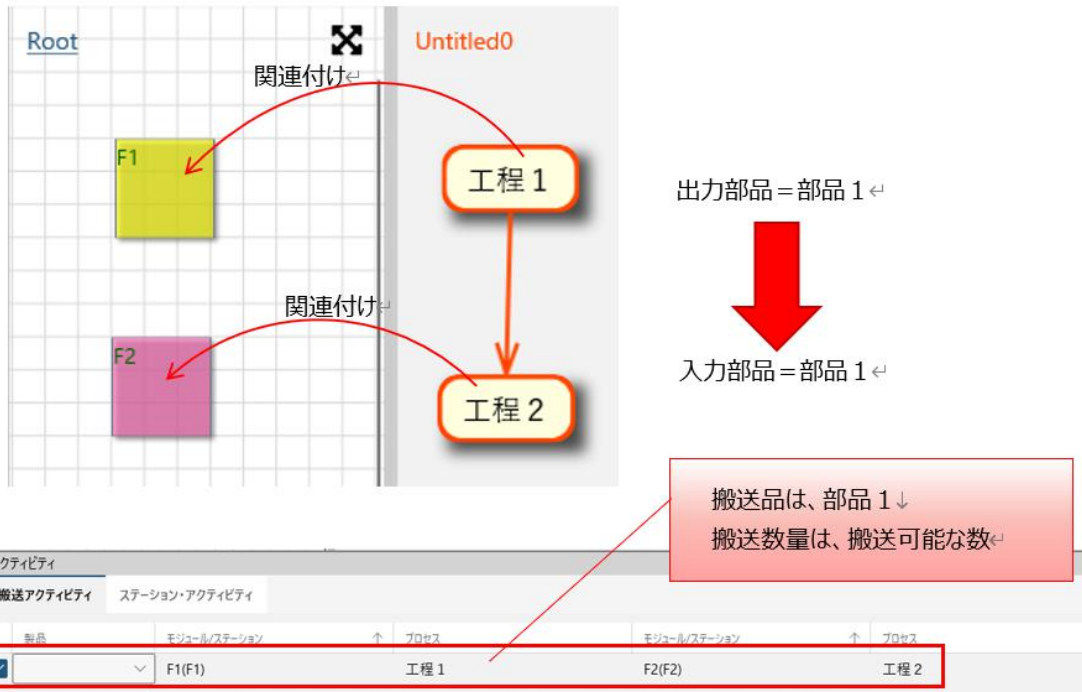 Root
Untitled0
関連付け↵
F1
工程1
出力部品=部品1↵
関連付け↵
F2
入力部品=部品1↵
工程2
搬送品は、部品1↓
搬送数量は、搬送可能な数↵
クティビティ
搬送アクティビティ ステーション・アクティビティ
製品 モジュール/ステーション ↑ プロセス モジュール/ステーション ↑ プロセス
F1(F1) 工程1 F2(F2) 工程2